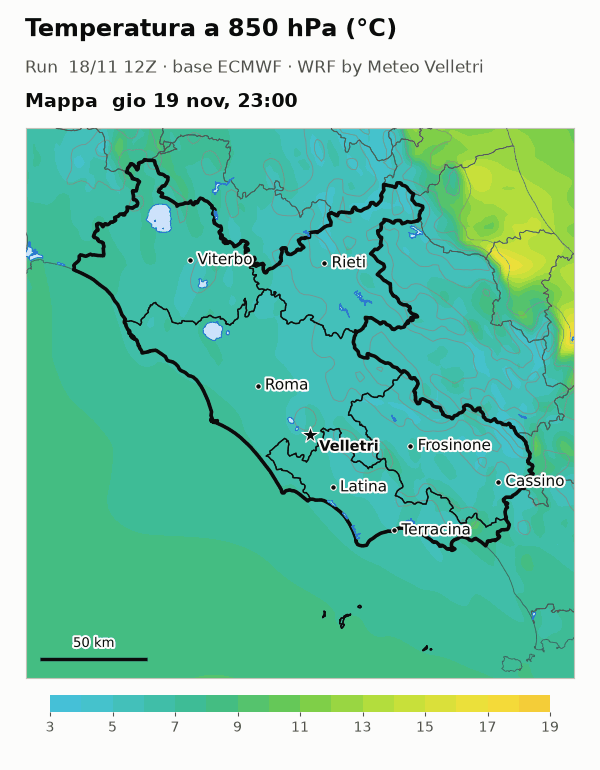 Temperatura a 850 hPa (°C)
Run  18/11 12Z · base ECMWF · WRF by Meteo Velletri
Mappa  gio 19 nov, 23:00
Viterbo
Rieti
Roma
Velletri
Frosinone
Latina
Cassino
Terracina
50 km
3 5 7 9 11 13 15 17 19